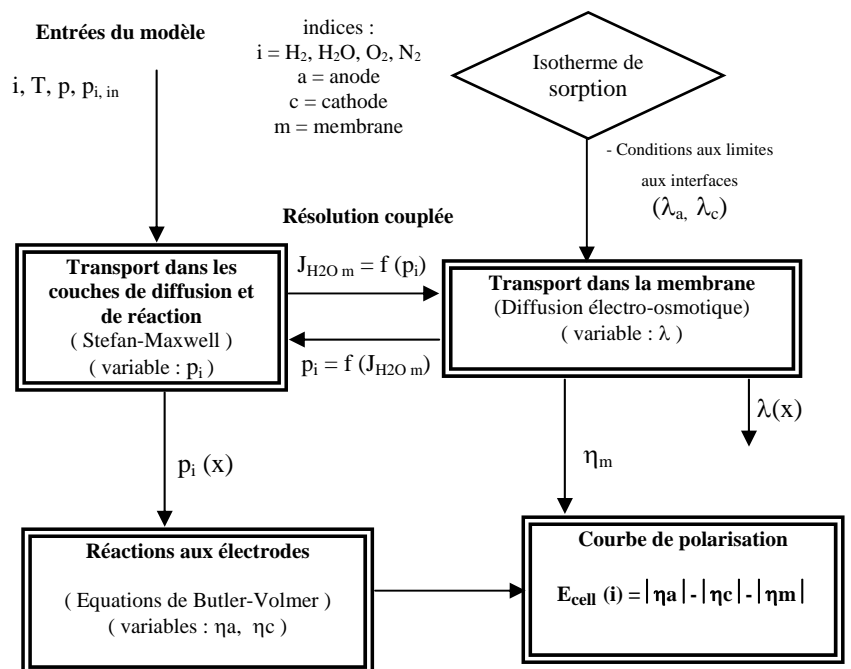 Entrées du modèle
i, T, p, pi, in
indices :
i = H2, H2O, O2, N2
a = anode
c = cathode
m = membrane
Isotherme de
sorption
- Conditions aux limites
aux interfaces
(λa, λc)
Résolution couplée
Transport dans les
couches de diffusion et
de réaction
( Stefan-Maxwell )
( variable : pi )
JH2O m = f (pi)
pi = f (JH2O m)
Transport dans la membrane
(Diffusion électro-osmotique)
( variable : λ )
λ(x)
ηm
pi (x)
Réactions aux électrodes
( Equations de Butler-Volmer )
( variables : ηa, ηc )
Courbe de polarisation
Ecell (i) = |ηa| - |ηc| - |ηm|